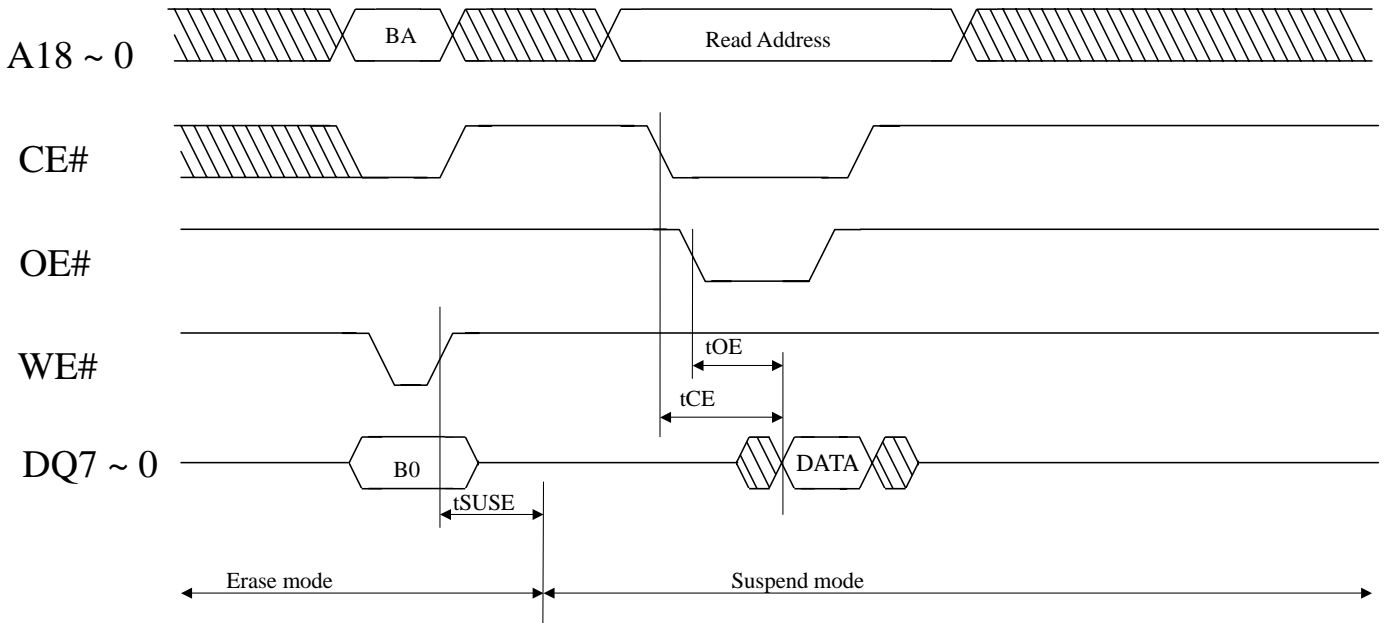 A18 ~ 0
BA
Read Address
CE#
OE#
WE#
tOE
tCE
DQ7 ~ 0
B0
DATA
tSUSE
Erase mode
Suspend mode